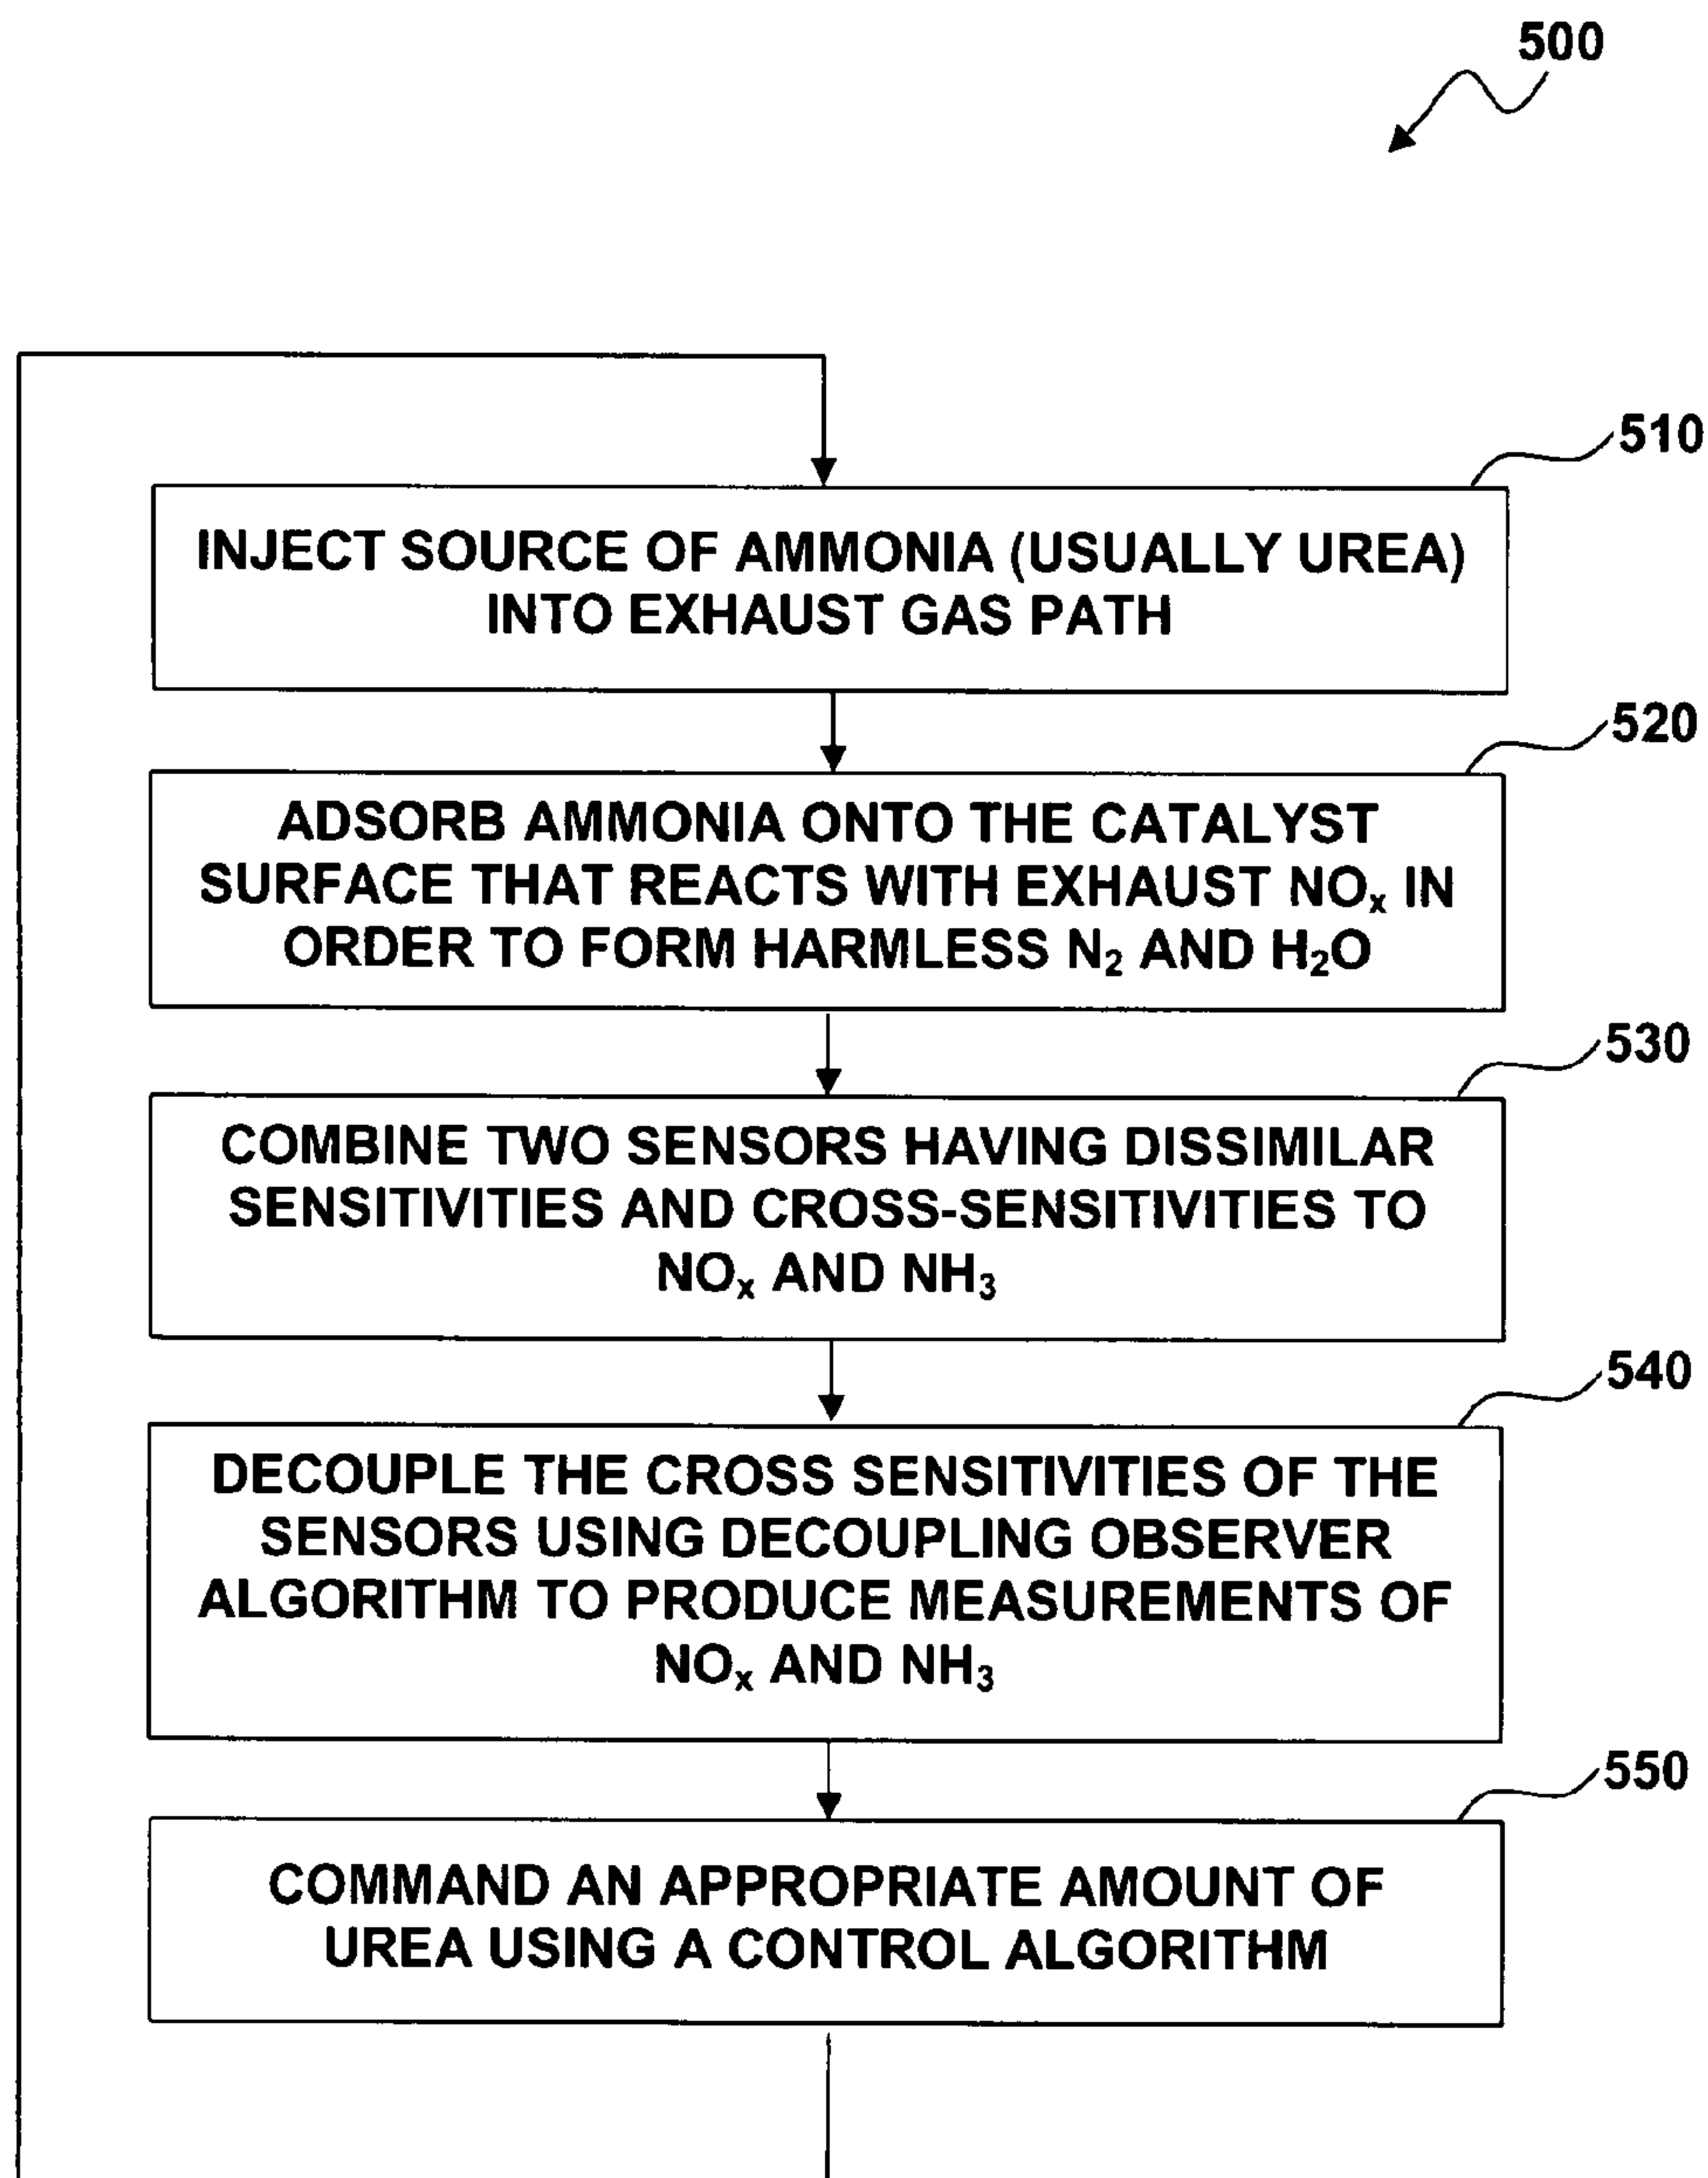 500
510
INJECT SOURCE OF AMMONIA (USUALLY UREA)
INTO EXHAUST GAS PATH
520
ADSORB AMMONIA ONTO THE CATALYST
SURFACE THAT REACTS WITH EXHAUST NOₓ IN
ORDER TO FORM HARMLESS N₂ AND H₂O
530
COMBINE TWO SENSORS HAVING DISSIMILAR
SENSITIVITIES AND CROSS-SENSITIVITIES TO
NOₓ AND NH₃
540
DECOUPLE THE CROSS SENSITIVITIES OF THE
SENSORS USING DECOUPLING OBSERVER
ALGORITHM TO PRODUCE MEASUREMENTS OF
NOₓ AND NH₃
550
COMMAND AN APPROPRIATE AMOUNT OF
UREA USING A CONTROL ALGORITHM